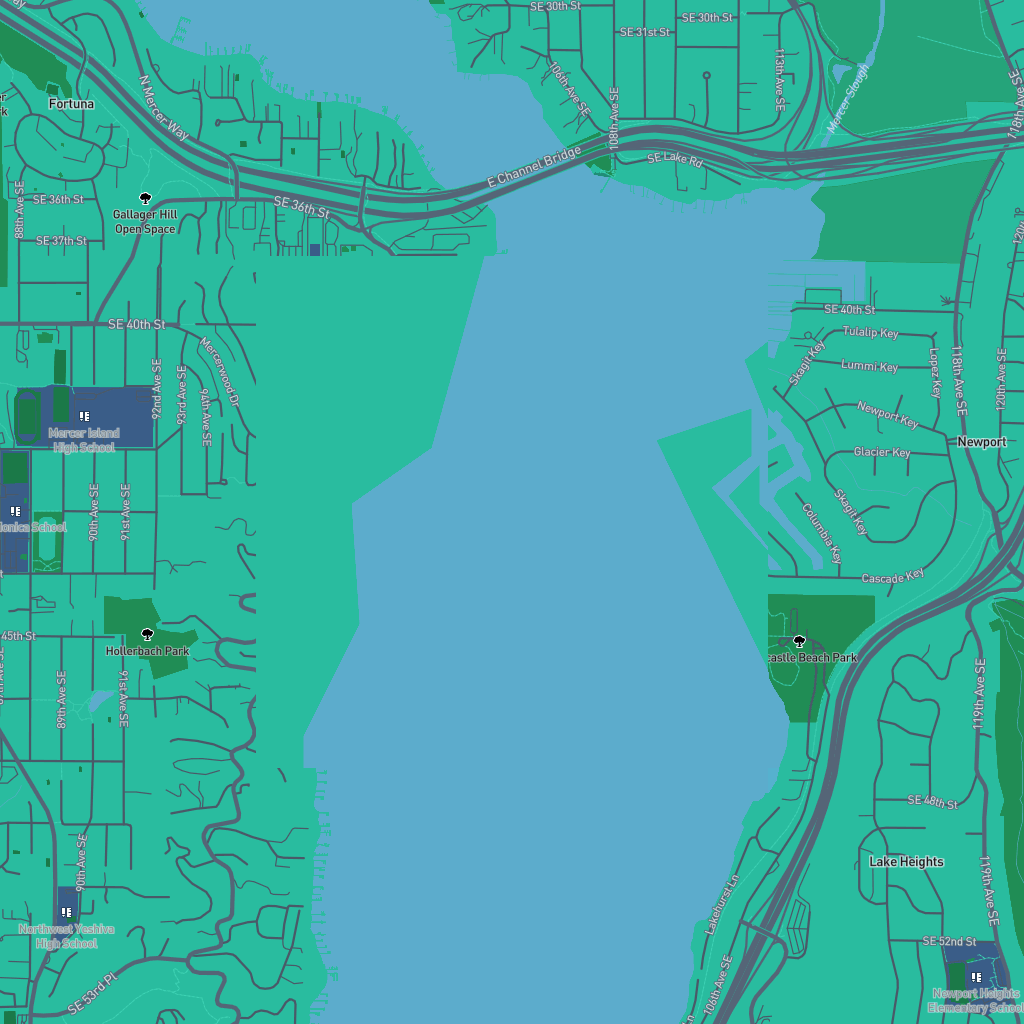 SE 30th St
SE 30th St
SE 31st St
106th Ave SE
108th Ave SE
113th Ave SE
Mercer Slough
118th Ave SE
N Mercer Way
Fortuna
E Channel Bridge
SE Lake Rd
SE 36th St
88th Ave SE
Gallager Hill
Open Space
SE 36th St
SE 37th St
SE 40th St
SE 40th St
Tulalip Key
Skagit Key
Lummi Key
Lopez Key
118th Ave SE
120th Ave SE
Mercerwood Dr
92nd Ave SE
93rd Ave SE
94th Ave SE
Mercer Island
High School
Newport Key
Newport
Glacier Key
Skagit Key
Columbia Key
Cascade Key
90th Ave SE
91st Ave SE
onica School
45th St
Hollerbach Park
castle Beach Park
89th Ave SE
91st Ave SE
119th Ave SE
SE 48th St
Lake Heights
90th Ave SE
119th Ave SE
Lakehurst Ln
Northwest Yeshiva
High School
SE 52nd St
SE 53rd Pl
106th Ave SE
Newport Heights
Elementary School
Ln